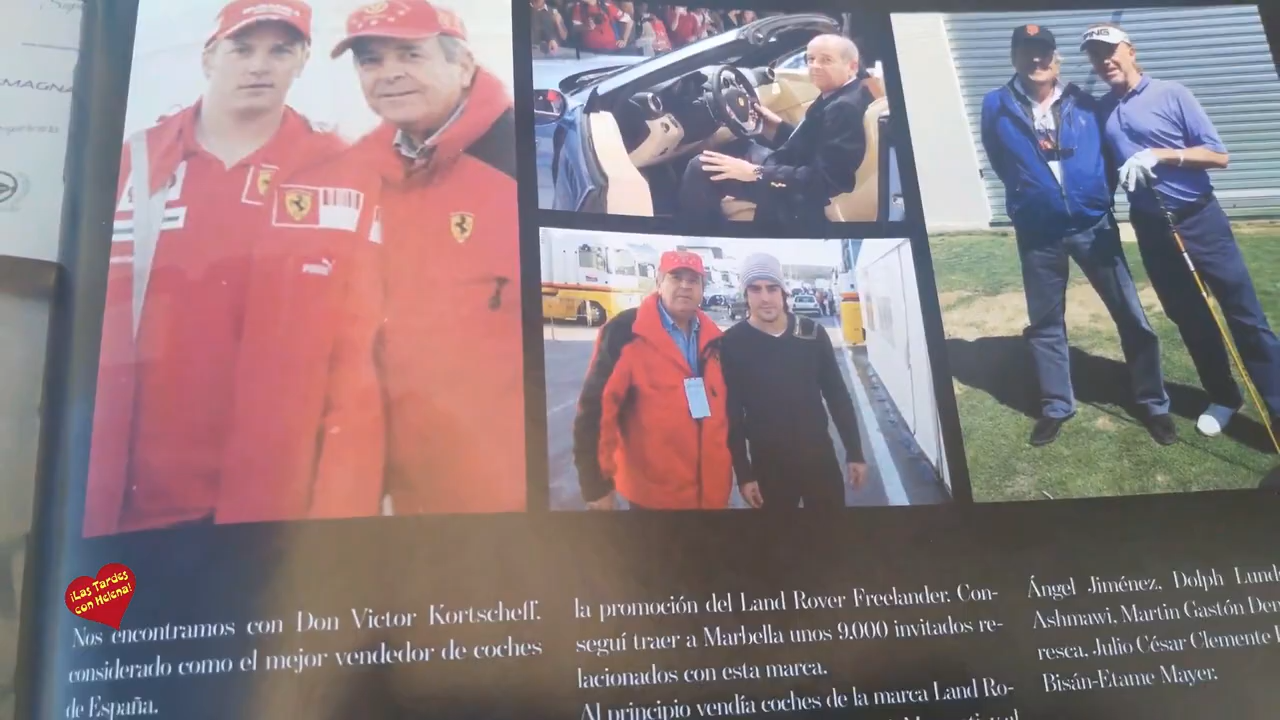 MAGNA
PUMA
PING
¡Las Tardes
con Helena!
Nos encontramos con Don Victor Kortscheff.
considerado como el mejor vendedor de coches
de España.
la promoción del Land Rover Freelander. Con-
seguí traer a Marbella unos 9.000 invitados re-
lacionados con esta marca.
Al principio vendía coches de la marca Land Ro-
Ángel Jiménez, Dolph Lund
Ashmawi, Martin Gastón Der
resca, Julio César Clemente
Bisán-Etame Mayer.